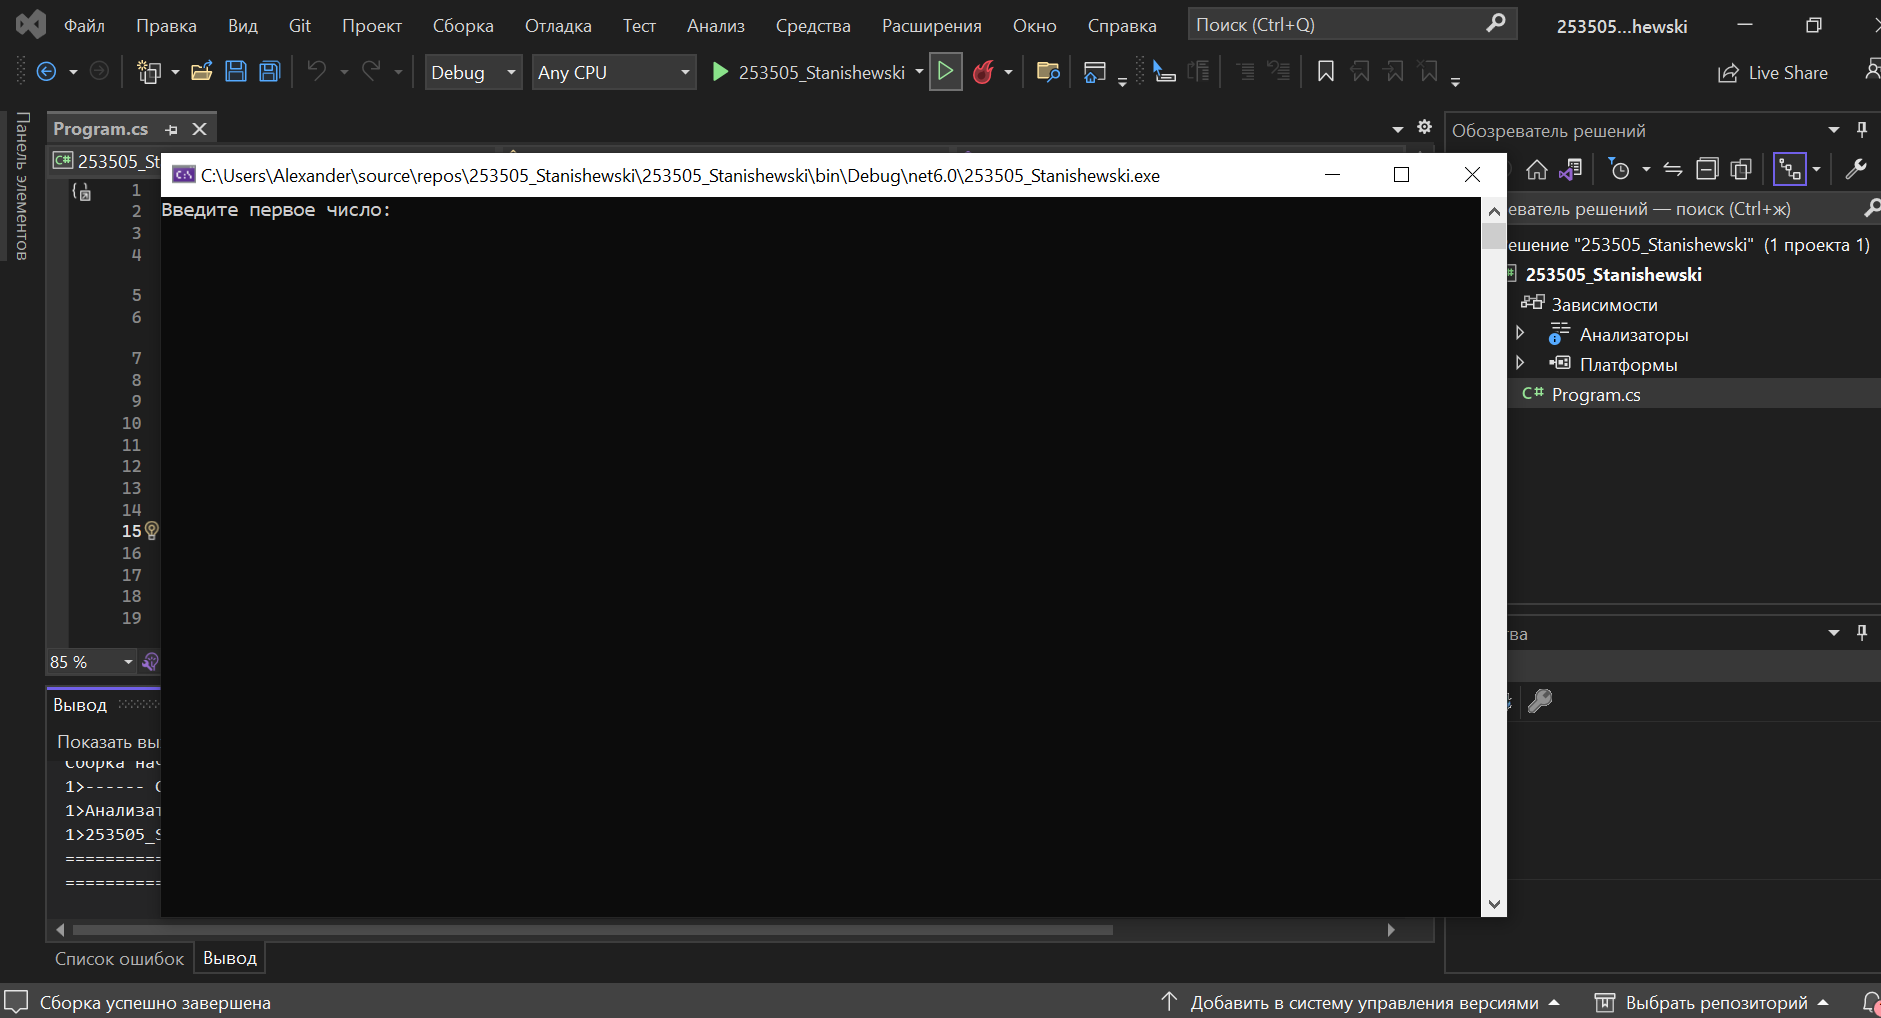 Файл Правка Вид Git Проект Сборка Отладка Тест Анализ Средства Расширения Окно Справка Поиск (Ctrl+Q) 253505...hewski
Debug Any CPU 253505_Stanishewski Live Share
Панель элементов
Program.cs
C# 253505_St
C:\Users\Alexander\source\repos\253505_Stanishewski\253505_Stanishewski\bin\Debug\net6.0\253505_Stanishewski.exe
Введите первое число:
1
2
3
4
5
6
7
8
9
10
11
12
13
14
15
16
17
18
19
85 %
Вывод
Показать вы
Сборка нач
1>------ С
1>Анализат
1>253505_S
==========
==========
Список ошибок Вывод
Обозреватель решений
еватель решений — поиск (Ctrl+ж)
ешение "253505_Stanishewski" (1 проекта 1)
253505_Stanishewski
Зависимости
Анализаторы
Платформы
C# Program.cs
тва
Сборка успешно завершена Добавить в систему управления версиями Выбрать репозиторий